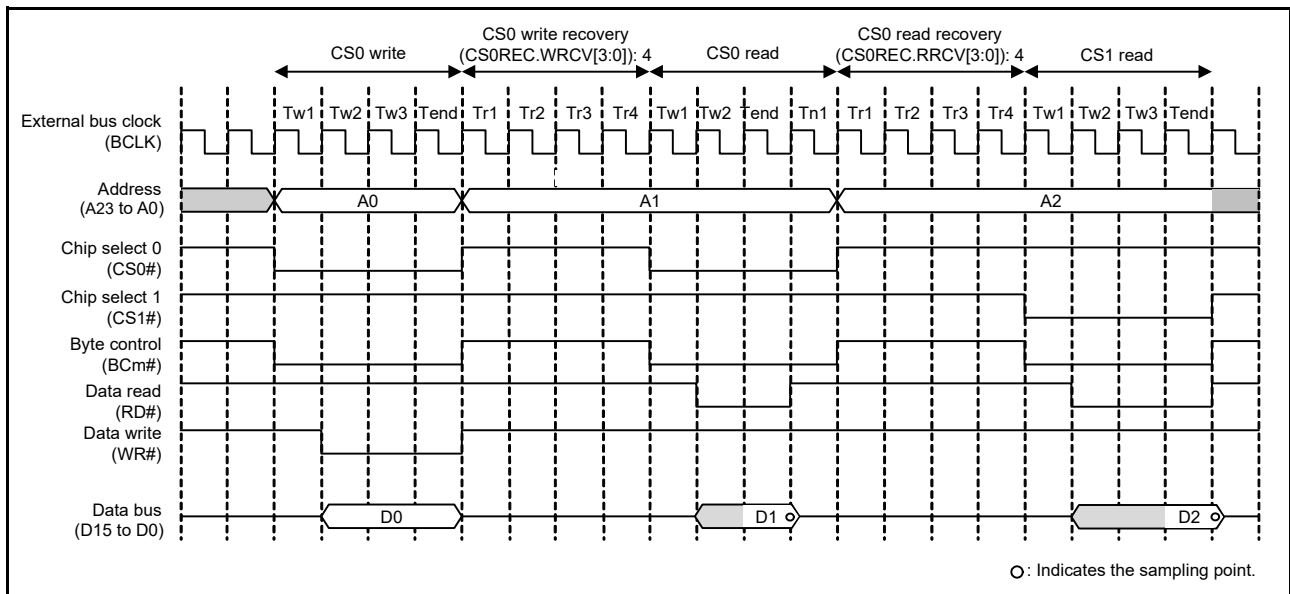 CS0 write
CS0 write recovery
(CS0REC.WRCV[3:0]): 4
CS0 read
CS0 read recovery
(CS0REC.RRCV[3:0]): 4
CS1 read
Tw1 Tw2 Tw3 Tend Tr1 Tr2 Tr3 Tr4 Tw1 Tw2 Tend Tn1 Tr1 Tr2 Tr3 Tr4 Tw1 Tw2 Tw3 Tend
External bus clock
(BCLK)
Address
(A23 to A0)
A0 A1 A2
Chip select 0
(CS0#)
Chip select 1
(CS1#)
Byte control
(BCm#)
Data read
(RD#)
Data write
(WR#)
Data bus
(D15 to D0)
D0 D1 D2
: Indicates the sampling point.